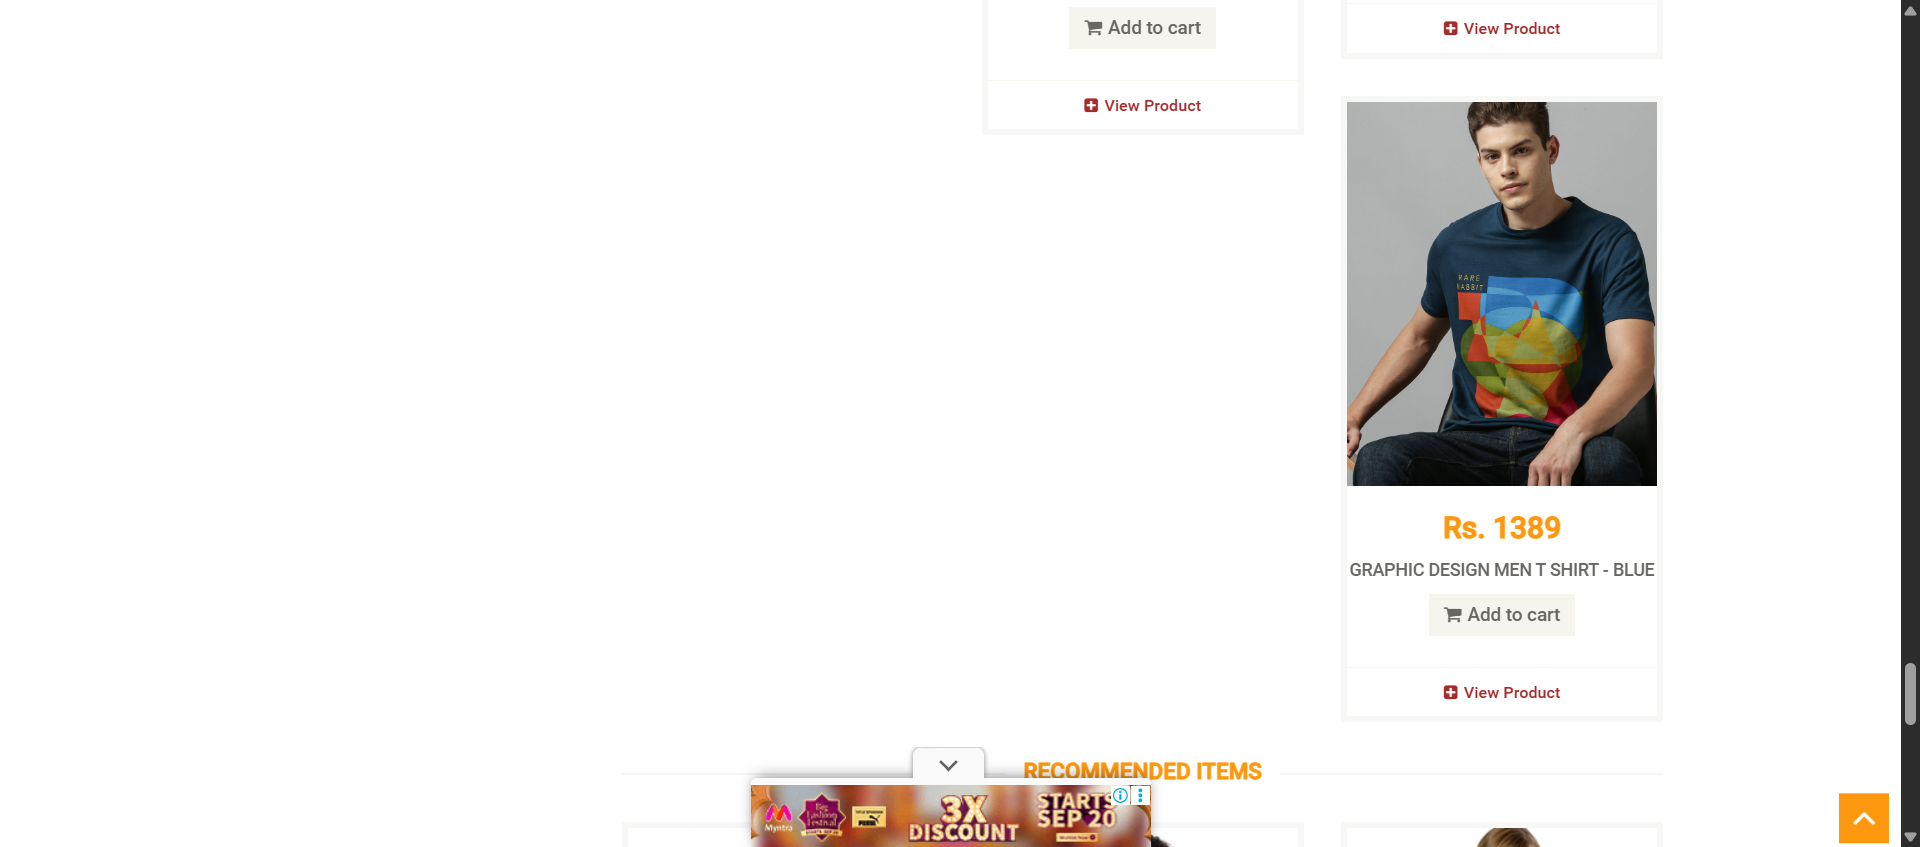 Add to cart
View Product
View Product
RARE
RABBIT
Rs. 1389
GRAPHIC DESIGN MEN T SHIRT - BLUE
Add to cart
View Product
RECOMMENDED ITEMS
Myntra
Big
Fashion
Festival
PUMA
3X
DISCOUNT
STARTS
SEP 20